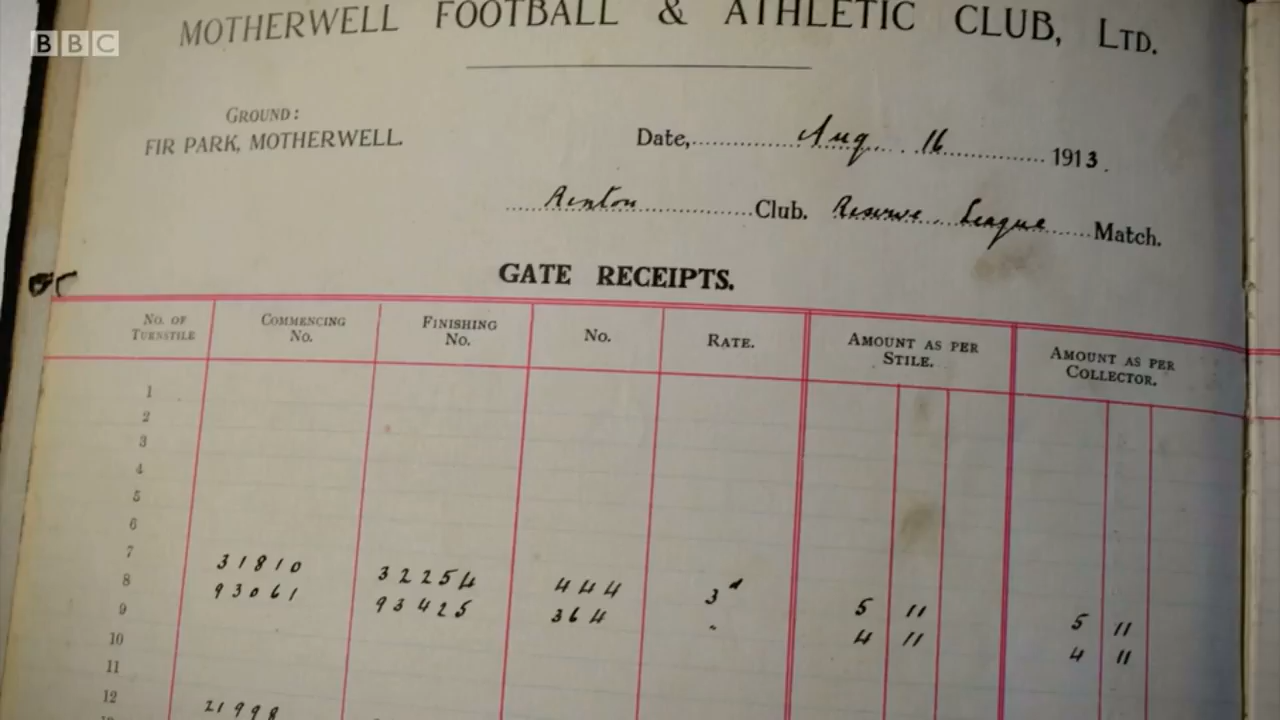 BBC
MOTHERWELL FOOTBALL & ATHLETIC CLUB, LTD.
GROUND:
FIR PARK, MOTHERWELL.
Date, Aug 16 1913.
Renton Club. Reserve League Match.
GATE RECEIPTS.
NO. OF TURNSTILE COMMENCING NO. FINISHING NO. No. RATE. AMOUNT AS PER STILE. AMOUNT AS PER COLLECTOR.
1
2
3
4
5
6
7 31810 32254 444 3d 5 11 5 11
8 93061 93425 364 " 4 11 4 11
9
10
11
12 21998